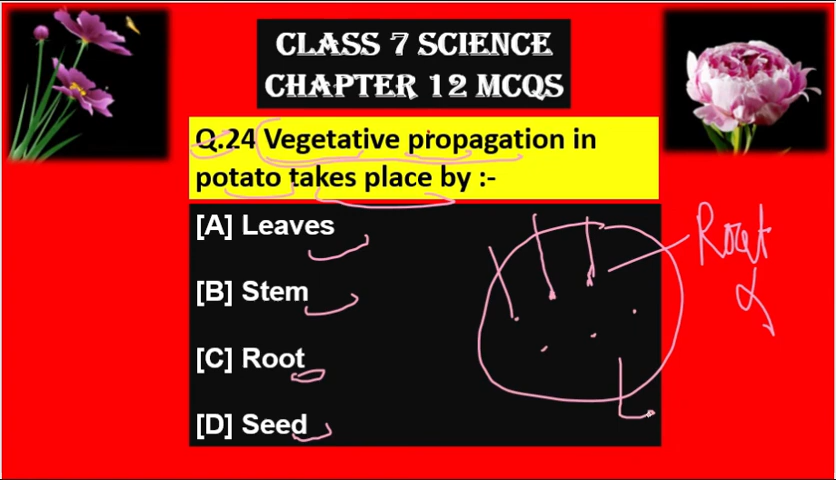 CLASS 7 SCIENCE
CHAPTER 12 MCQS
Q.24 Vegetative propagation in
potato takes place by :-
[A] Leaves
[B] Stem
[C] Root
[D] Seed
Root